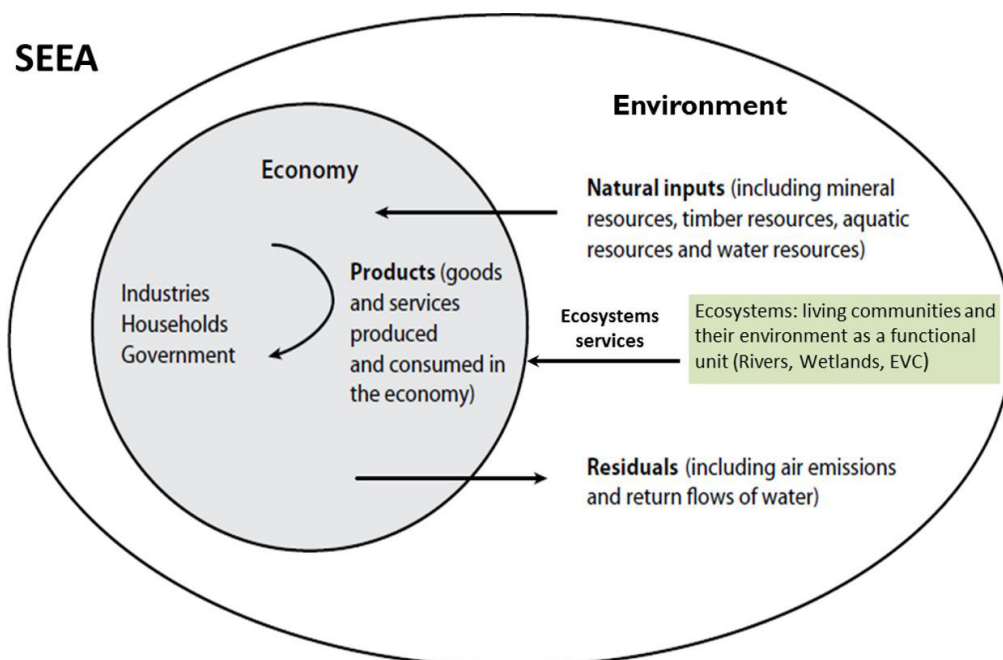 SEEA
Environment
Economy
Natural inputs (including mineral
resources, timber resources, aquatic
resources and water resources)
Industries
Households
Government
Products (goods
and services
produced
and consumed in
the economy)
Ecosystems
services
Ecosystems: living communities and
their environment as a functional
unit (Rivers, Wetlands, EVC)
Residuals (including air emissions
and return flows of water)